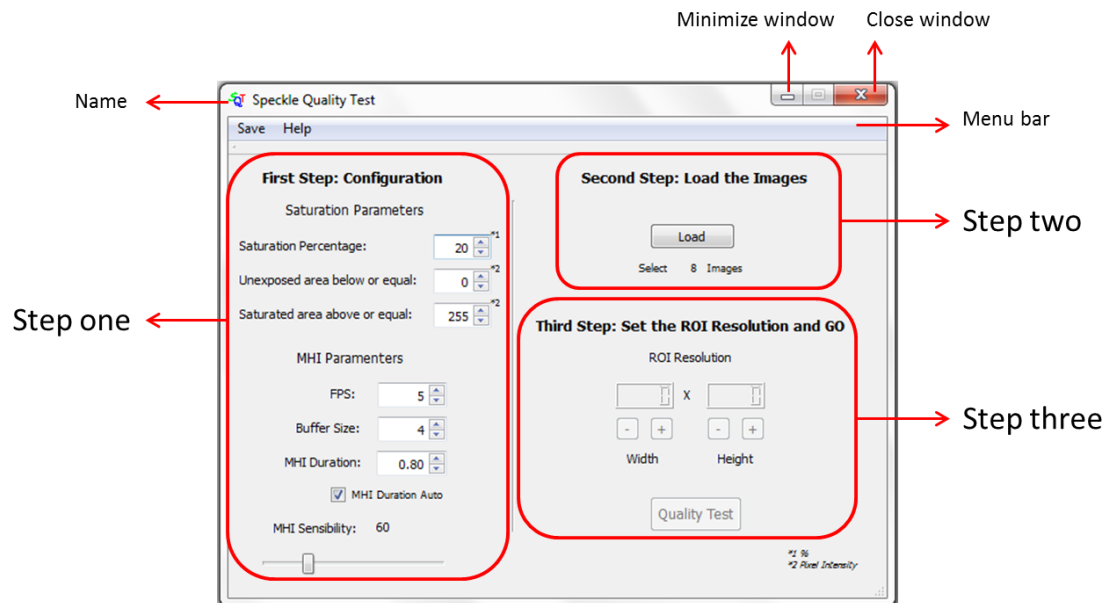 Minimize window
Close window
Name
Speckle Quality Test
Menu bar
Save Help
First Step: Configuration
Saturation Parameters
Saturation Percentage: 20 *1
Unexposed area below or equal: 0 *2
Saturated area above or equal: 255 *2
MHI Paramenters
FPS: 5
Buffer Size: 4
MHI Duration: 0.80
MHI Duration Auto
MHI Sensibility: 60
Step one
Second Step: Load the Images
Load
Select 8 Images
Step two
Third Step: Set the ROI Resolution and GO
ROI Resolution
0 X 0
- + - +
Width Height
Quality Test
Step three
*1 %
*2 Pixel Intensity